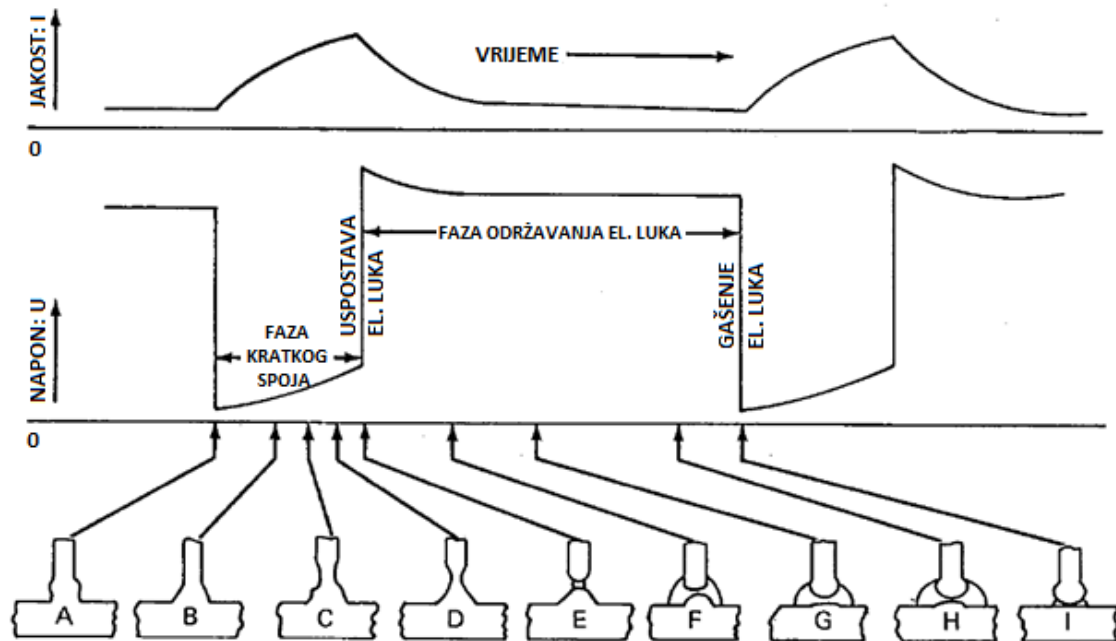 JAKOST: I
VRIJEME
0
NAPON: U
FAZA
KRATKOG
SPOJA
USPOSTAVA
EL. LUKA
FAZA ODRŽAVANJA EL. LUKA
GAŠENJE
EL. LUKA
0
A B C D E F G H I